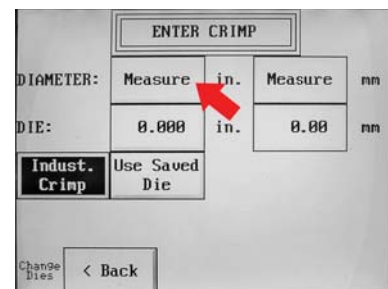 ENTER CRIMP
DIAMETER: Measure in. Measure mm
DIE: 0.000 in. 0.00 mm
Indust. Use Saved
Crimp Die
Change
Dies < Back